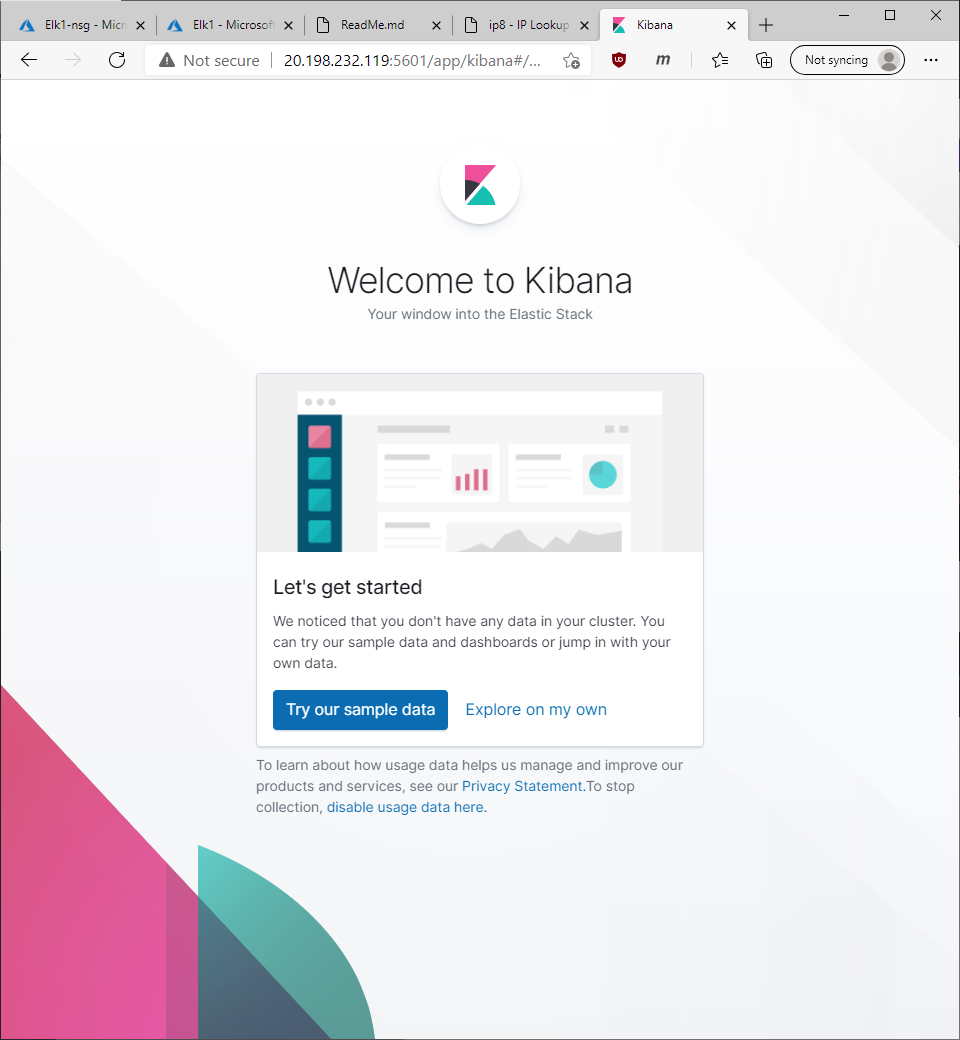 Elk1-nsg - Micr
Elk1 - Microsoft
ReadMe.md
ip8 - IP Lookup
Kibana
Not secure
20.198.232.119:5601/app/kibana#/...
m
Not syncing
Welcome to Kibana
Your window into the Elastic Stack
Let's get started
We noticed that you don't have any data in your cluster. You
can try our sample data and dashboards or jump in with your
own data.
Try our sample data
Explore on my own
To learn about how usage data helps us manage and improve our
products and services, see our Privacy Statement.To stop
collection, disable usage data here.